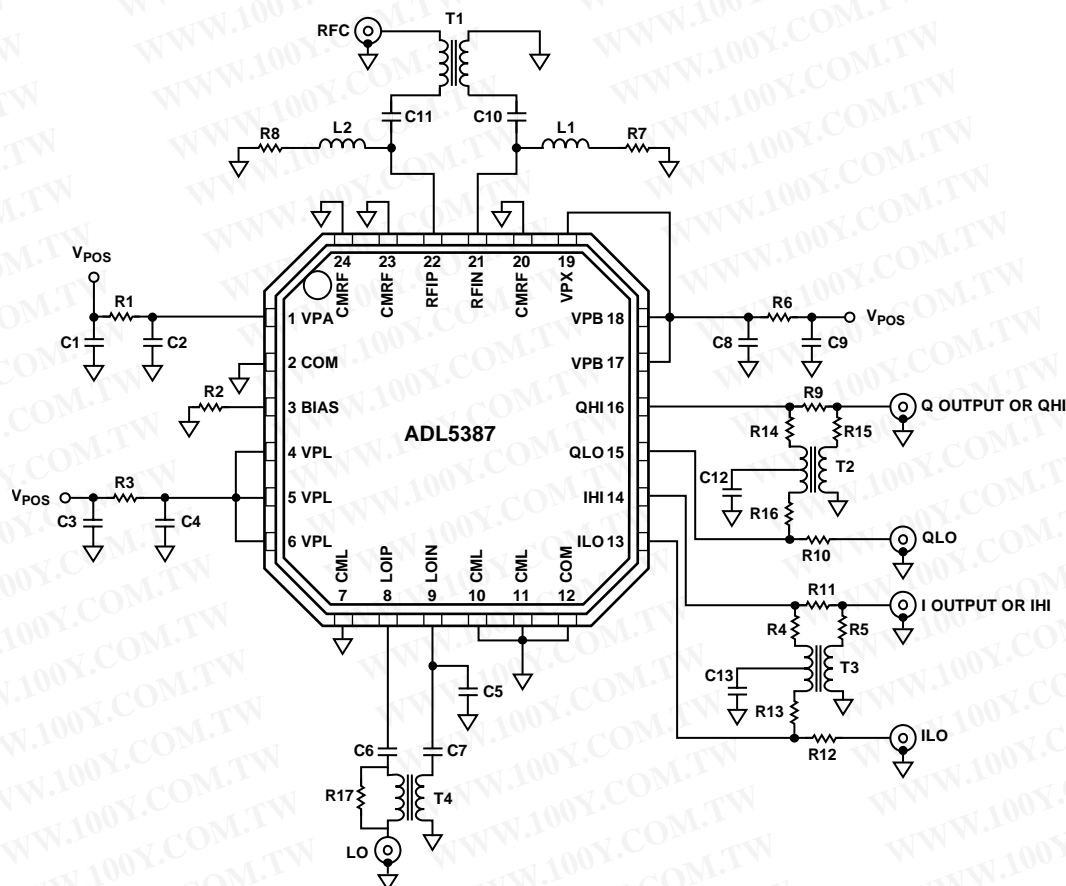 RFC
T1
C11
C10
R8
L2
L1
R7
24
CMRF
23
CMRF
22
RFIP
21
RFIN
20
CMRF
19
VPX
VPOS
R1
C1
C2
1 VPA
2 COM
R2
3 BIAS
4 VPL
VPOS
R3
5 VPL
C3
C4
6 VPL
ADL5387
VPB 18
R6
VPOS
C8
C9
VPB 17
QHI 16
R9
Q OUTPUT OR QHI
R14
R15
QLO 15
T2
C12
IHI 14
R16
ILO 13
QLO
R10
R11
I OUTPUT OR IHI
R4
R5
C13
T3
R13
ILO
R12
CML
7
LOIP
8
LOIN
9
CML
10
CML
11
COM
12
C5
C6
C7
R17
T4
LO
WWW.100Y.COM.TW